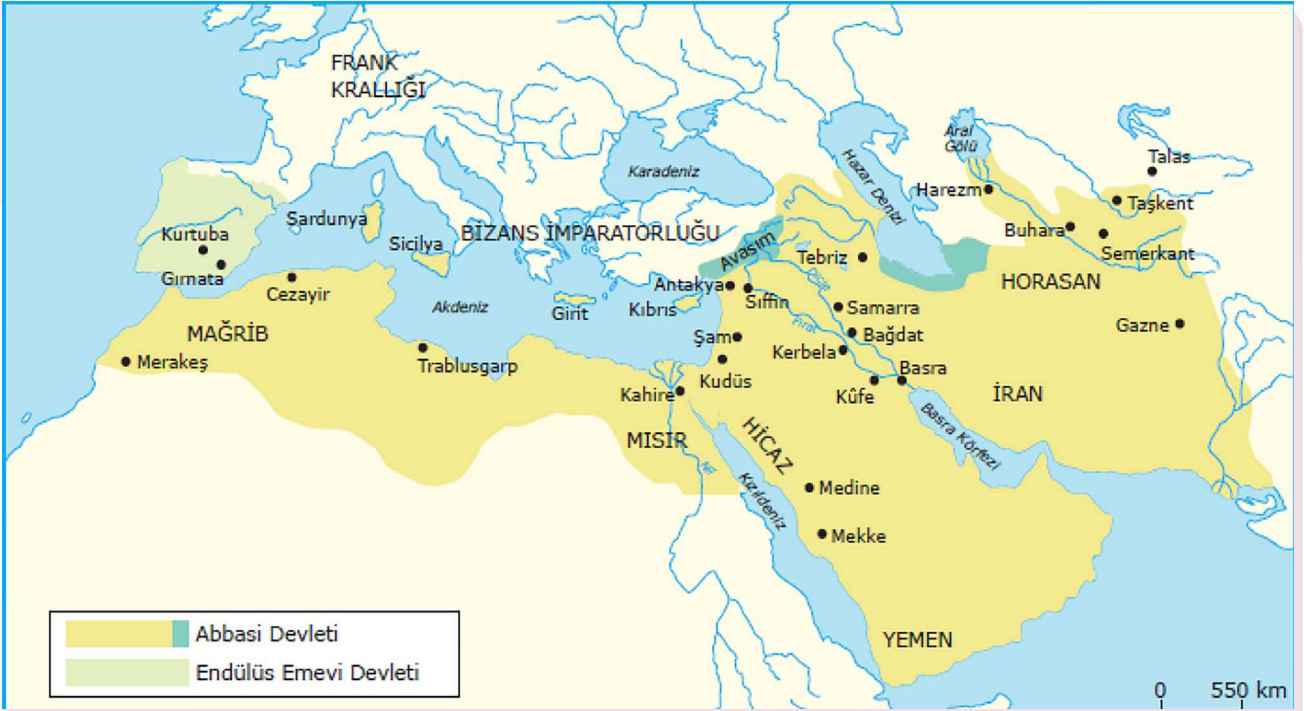 FRANK
KRALLIĞI
Aral
Gölü
Talas
Karadeniz
Hazar Denizi
Harezm
Taşkent
Sardunya
Kurtuba
Sicilya
BİZANS İMPARATORLUĞU
Avasım
Buhara
Semerkant
Gırnata
Tebriz
HORASAN
Cezayir
Antakya
Sıffin
Dicle
Akdeniz
Girit
Kıbrıs
Samarra
Fırat
Gazne
MAĞRİB
Şam
Bağdat
Kerbela
Merakeş
Trablusgarp
Kudüs
Basra
Kahire
Kûfe
İRAN
MISIR
HİCAZ
Basra Körfezi
Nil
Medine
Kızıldeniz
Mekke
Abbasi Devleti
YEMEN
Endülüs Emevi Devleti
0 550 km